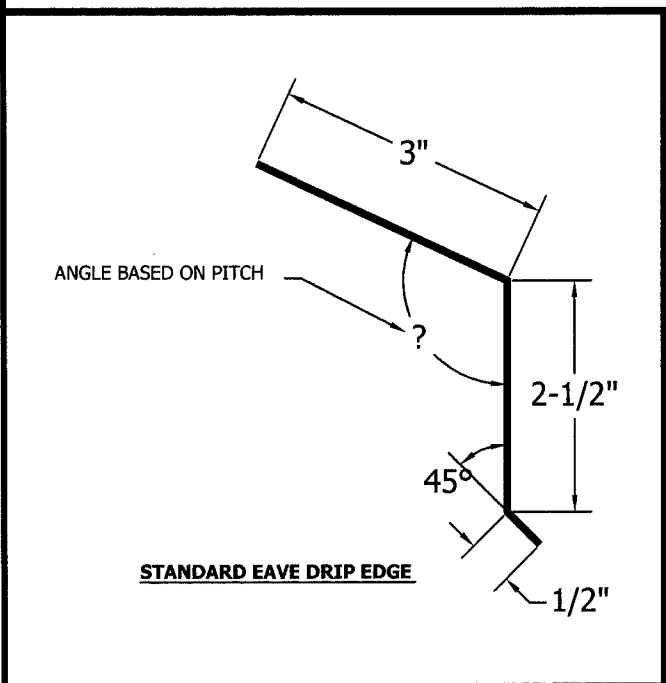 3"
ANGLE BASED ON PITCH
?
2-1/2"
45°
STANDARD EAVE DRIP EDGE
1/2"